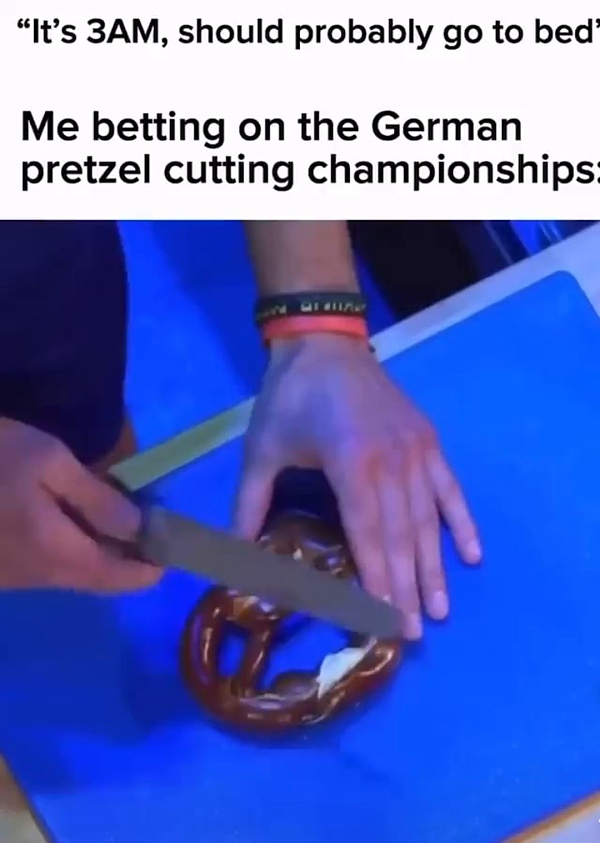 “It’s 3AM, should probably go to bed’
Me betting on the German
pretzel cutting championships: